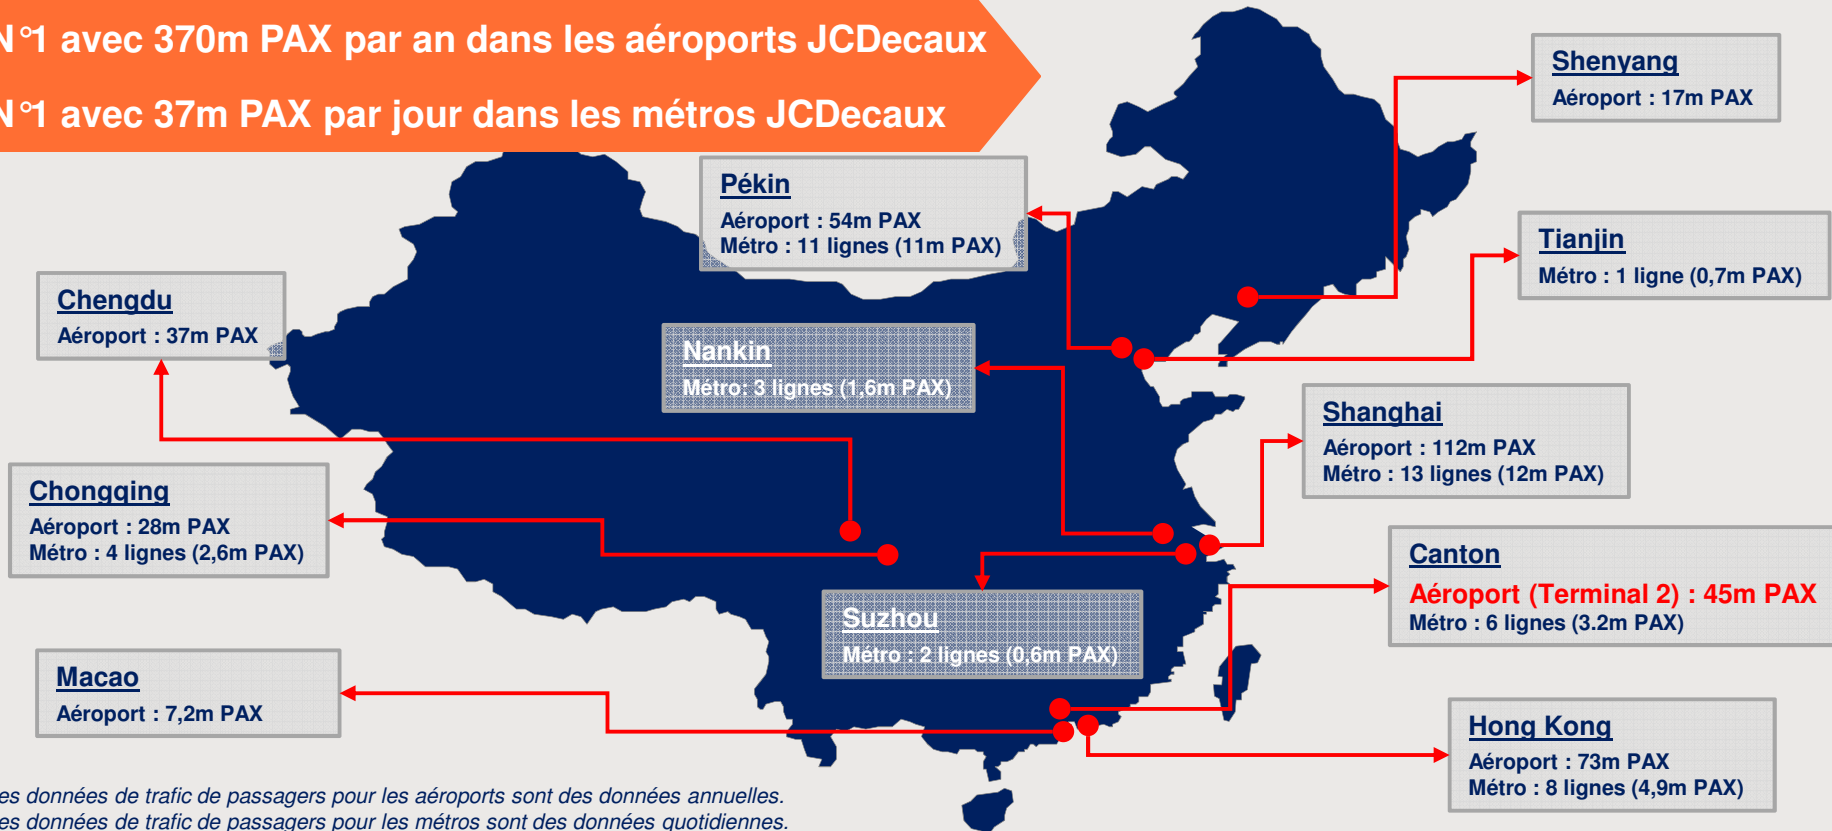 N°1 avec 370m PAX par an dans les aéroports JCDecaux
N°1 avec 37m PAX par jour dans les métros JCDecaux
Shenyang
Aéroport : 17m PAX
Pékin
Aéroport : 54m PAX
Métro : 11 lignes (11m PAX)
Tianjin
Métro : 1 ligne (0,7m PAX)
Chengdu
Aéroport : 37m PAX
Nankin
Métro: 3 lignes (1,6m PAX)
Shanghai
Aéroport : 112m PAX
Métro : 13 lignes (12m PAX)
Chongqing
Aéroport : 28m PAX
Métro : 4 lignes (2,6m PAX)
Canton
Aéroport (Terminal 2) : 45m PAX
Métro : 6 lignes (3.2m PAX)
Suzhou
Métro : 2 lignes (0,6m PAX)
Macao
Aéroport : 7,2m PAX
Hong Kong
Aéroport : 73m PAX
Métro : 8 lignes (4,9m PAX)
es données de trafic de passagers pour les aéroports sont des données annuelles.
es données de trafic de passagers pour les métros sont des données quotidiennes.